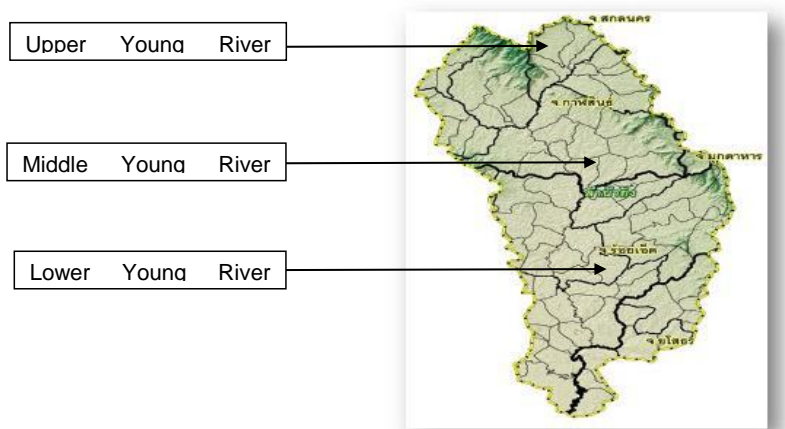 จ.สกลนคร
Upper Young River
จ.กาฬสินธุ์
Middle Young River
จ.มุกดาหาร
จ.ร้อยเอ็ด
Lower Young River
จ.ยโสธร